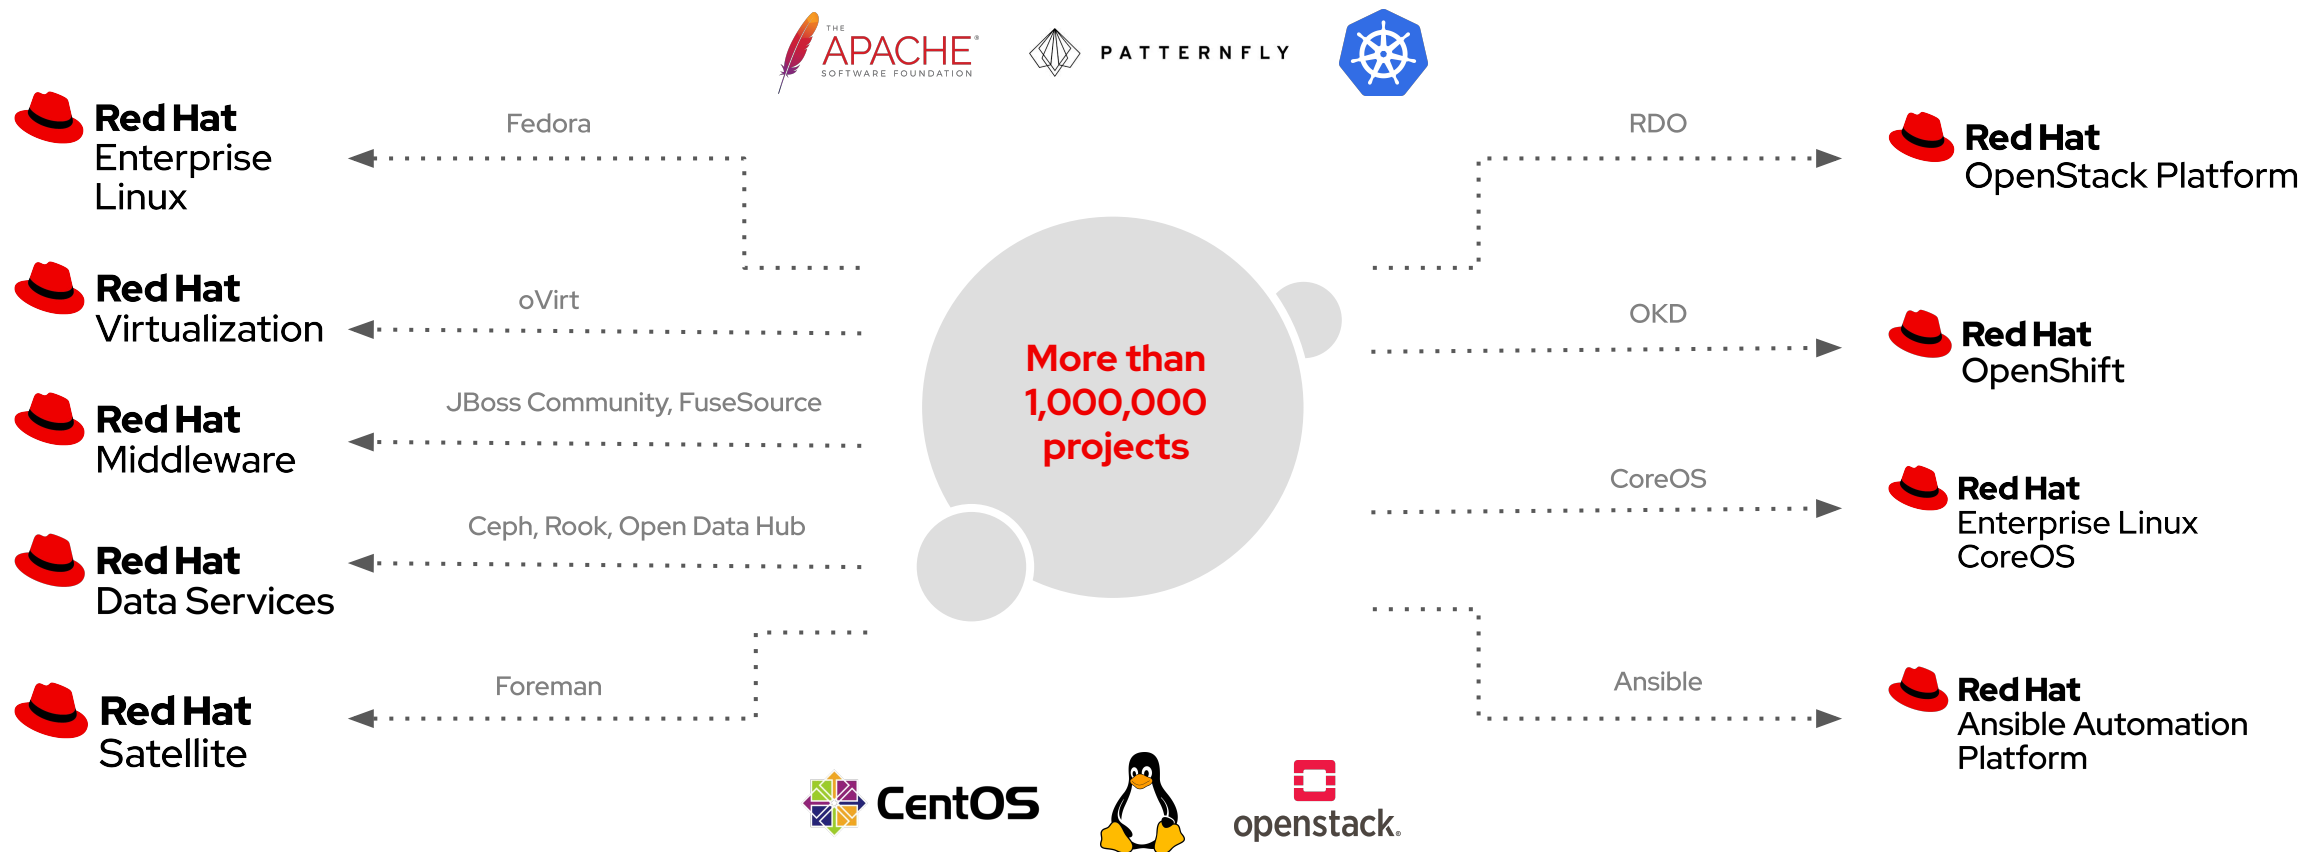 THE
APACHE®
SOFTWARE FOUNDATION
PATTERNFLY
Red Hat
Enterprise
Linux
Fedora
Red Hat
Virtualization
oVirt
Red Hat
Middleware
JBoss Community, FuseSource
Red Hat
Data Services
Ceph, Rook, Open Data Hub
Red Hat
Satellite
Foreman
More than
1,000,000
projects
RDO
Red Hat
OpenStack Platform
OKD
Red Hat
OpenShift
CoreOS
Red Hat
Enterprise Linux
CoreOS
Ansible
Red Hat
Ansible Automation
Platform
CentOS
openstack®